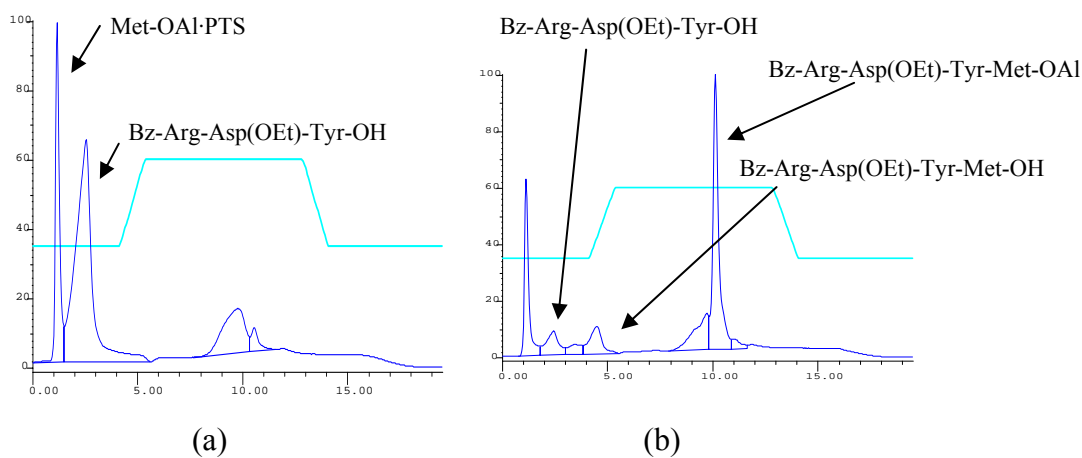 Met-OAl·PTS
Bz-Arg-Asp(OEt)-Tyr-OH
100
80
60
40
20
0
0.00
5.00
10.00
15.00
(a)
Bz-Arg-Asp(OEt)-Tyr-OH
Bz-Arg-Asp(OEt)-Tyr-Met-OAl
Bz-Arg-Asp(OEt)-Tyr-Met-OH
100
80
60
40
20
0
0.00
5.00
10.00
15.00
(b)